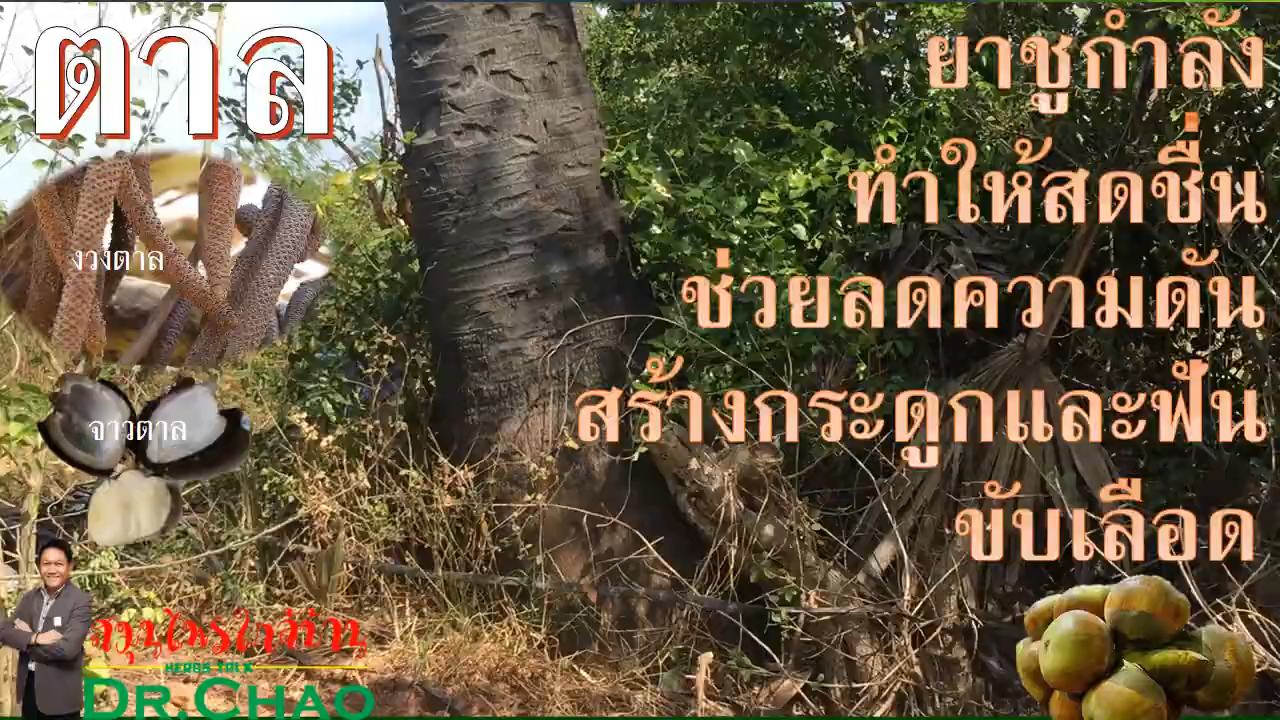 ตาล
ยาชูกำลัง
ทำให้สดชื่น
ช่วยลดความดัน
สร้างกระดูกและฟัน
ขับเลือด
งวงตาล
จาวตาล
สมุนไพรใกล้บ้าน
HERBS TALK
DR.CHAO